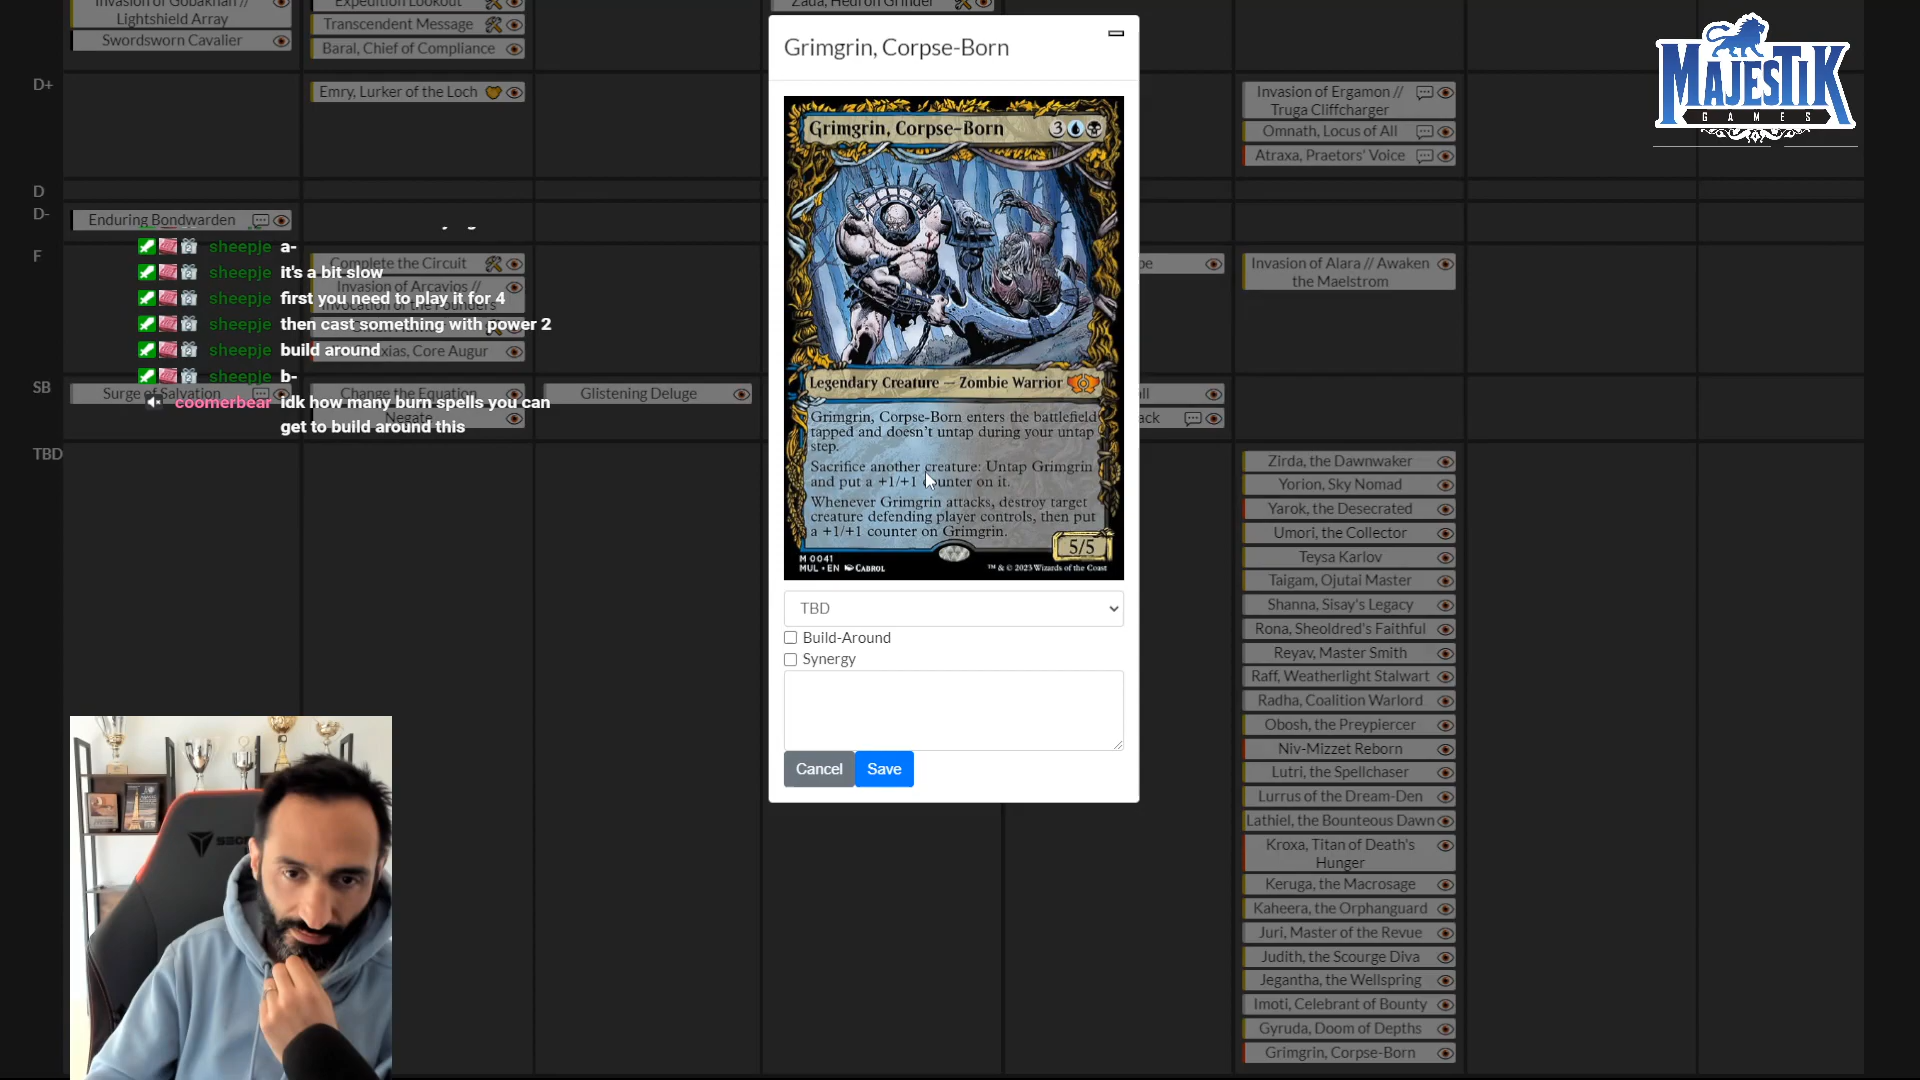 Invasion of Gobakhan //
Lightshield Array
Swordsworn Cavalier
Expedition Lookout
Transcendent Message
Baral, Chief of Compliance
Zada, Hedron Grinder
D+
Emry, Lurker of the Loch
Invasion of Ergamon //
Truga Cliffcharger
Omnath, Locus of All
Atraxa, Praetors' Voice
D
D-
Enduring Bondwarden
F
Complete the Circuit
Invasion of Arcavios //
Invocation of the Founders
xias, Core Augur
Invasion of Alara // Awaken
the Maelstrom
SB
Surge of Salvation
Change the Equation
Negate
Glistening Deluge
TBD
sheepje a-
sheepje it's a bit slow
sheepje first you need to play it for 4
sheepje then cast something with power 2
sheepje build around
sheepje b-
coomerbear idk how many burn spells you can
get to build around this
Grimgrin, Corpse-Born
Grimgrin, Corpse-Born 3
Legendary Creature — Zombie Warrior
Grimgrin, Corpse-Born enters the battlefield
tapped and doesn't untap during your untap
step.
Sacrifice another creature: Untap Grimgrin
and put a +1/+1 counter on it.
Whenever Grimgrin attacks, destroy target
creature defending player controls, then put
a +1/+1 counter on Grimgrin.
5/5
M 0041
MUL • EN CABROL
™ & © 2023 Wizards of the Coast
TBD
Build-Around
Synergy
Cancel
Save
Zirda, the Dawnwaker
Yorion, Sky Nomad
Yarok, the Desecrated
Umori, the Collector
Teysa Karlov
Taigam, Ojutai Master
Shanna, Sisay's Legacy
Rona, Sheoldred's Faithful
Reyav, Master Smith
Raff, Weatherlight Stalwart
Radha, Coalition Warlord
Obosh, the Preypiercer
Niv-Mizzet Reborn
Lutri, the Spellchaser
Lurrus of the Dream-Den
Lathiel, the Bounteous Dawn
Kroxa, Titan of Death's
Hunger
Keruga, the Macrosage
Kaheera, the Orphanguard
Juri, Master of the Revue
Judith, the Scourge Diva
Jegantha, the Wellspring
Imoti, Celebrant of Bounty
Gyruda, Doom of Depths
Grimgrin, Corpse-Born
MAJESTIK
GAMES